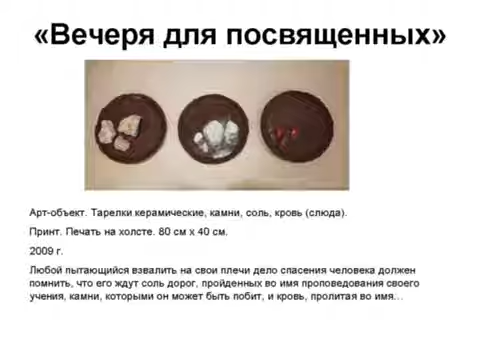 «Вечеря для посвященных»
Арт-объект. Тарелки керамические, камни, соль, кровь (слюда).
Принт. Печать на холсте. 80 см х 40 см.
2009 г.
Любой пытающийся взвалить на свои плечи дело спасения человека должен
помнить, что его ждут соль дорог, пройденных во имя проповедования своего
учения, камни, которыми он может быть побит, и кровь, пролитая во имя…